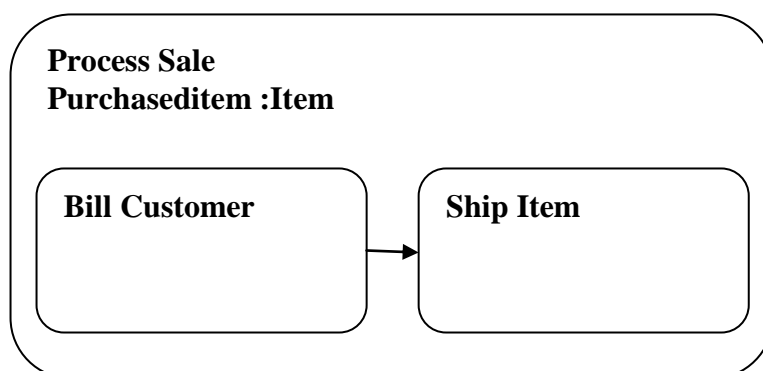 Process Sale
Purchaseditem :Item
Bill Customer
Ship Item